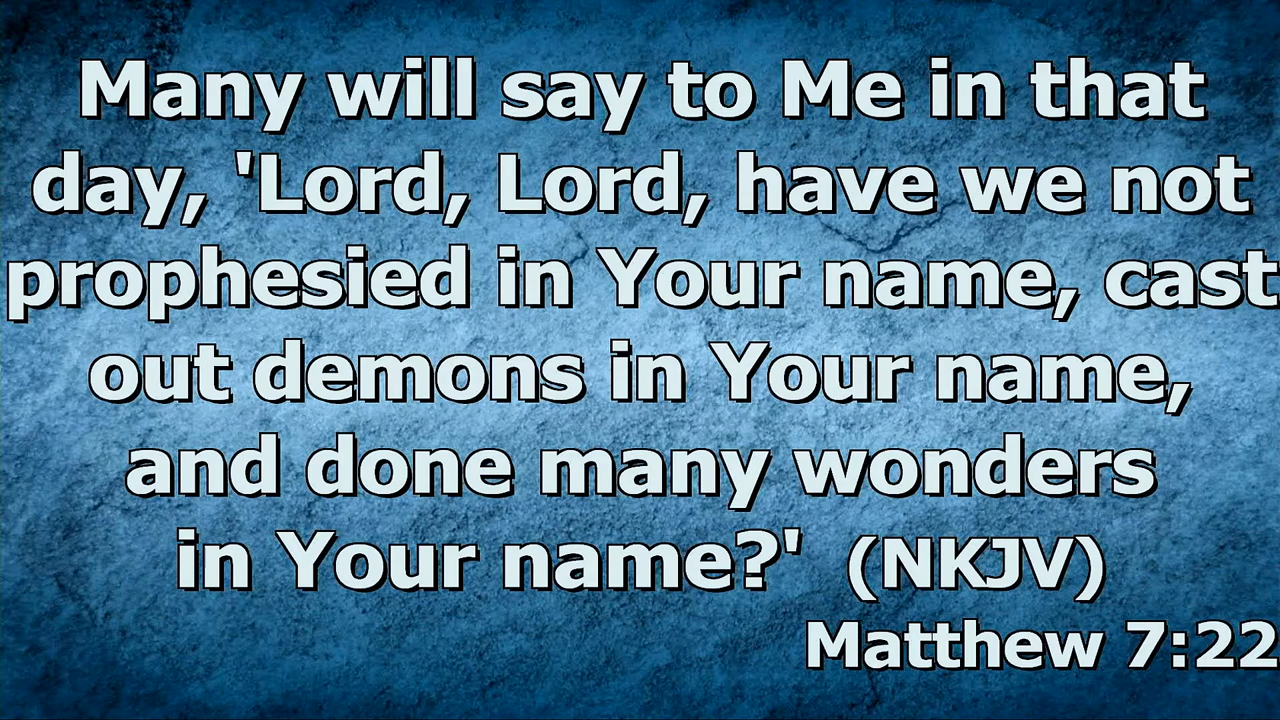 Many will say to Me in that
day, 'Lord, Lord, have we not
prophesied in Your name, cast
out demons in Your name,
and done many wonders
in Your name?' (NKJV)
Matthew 7:22